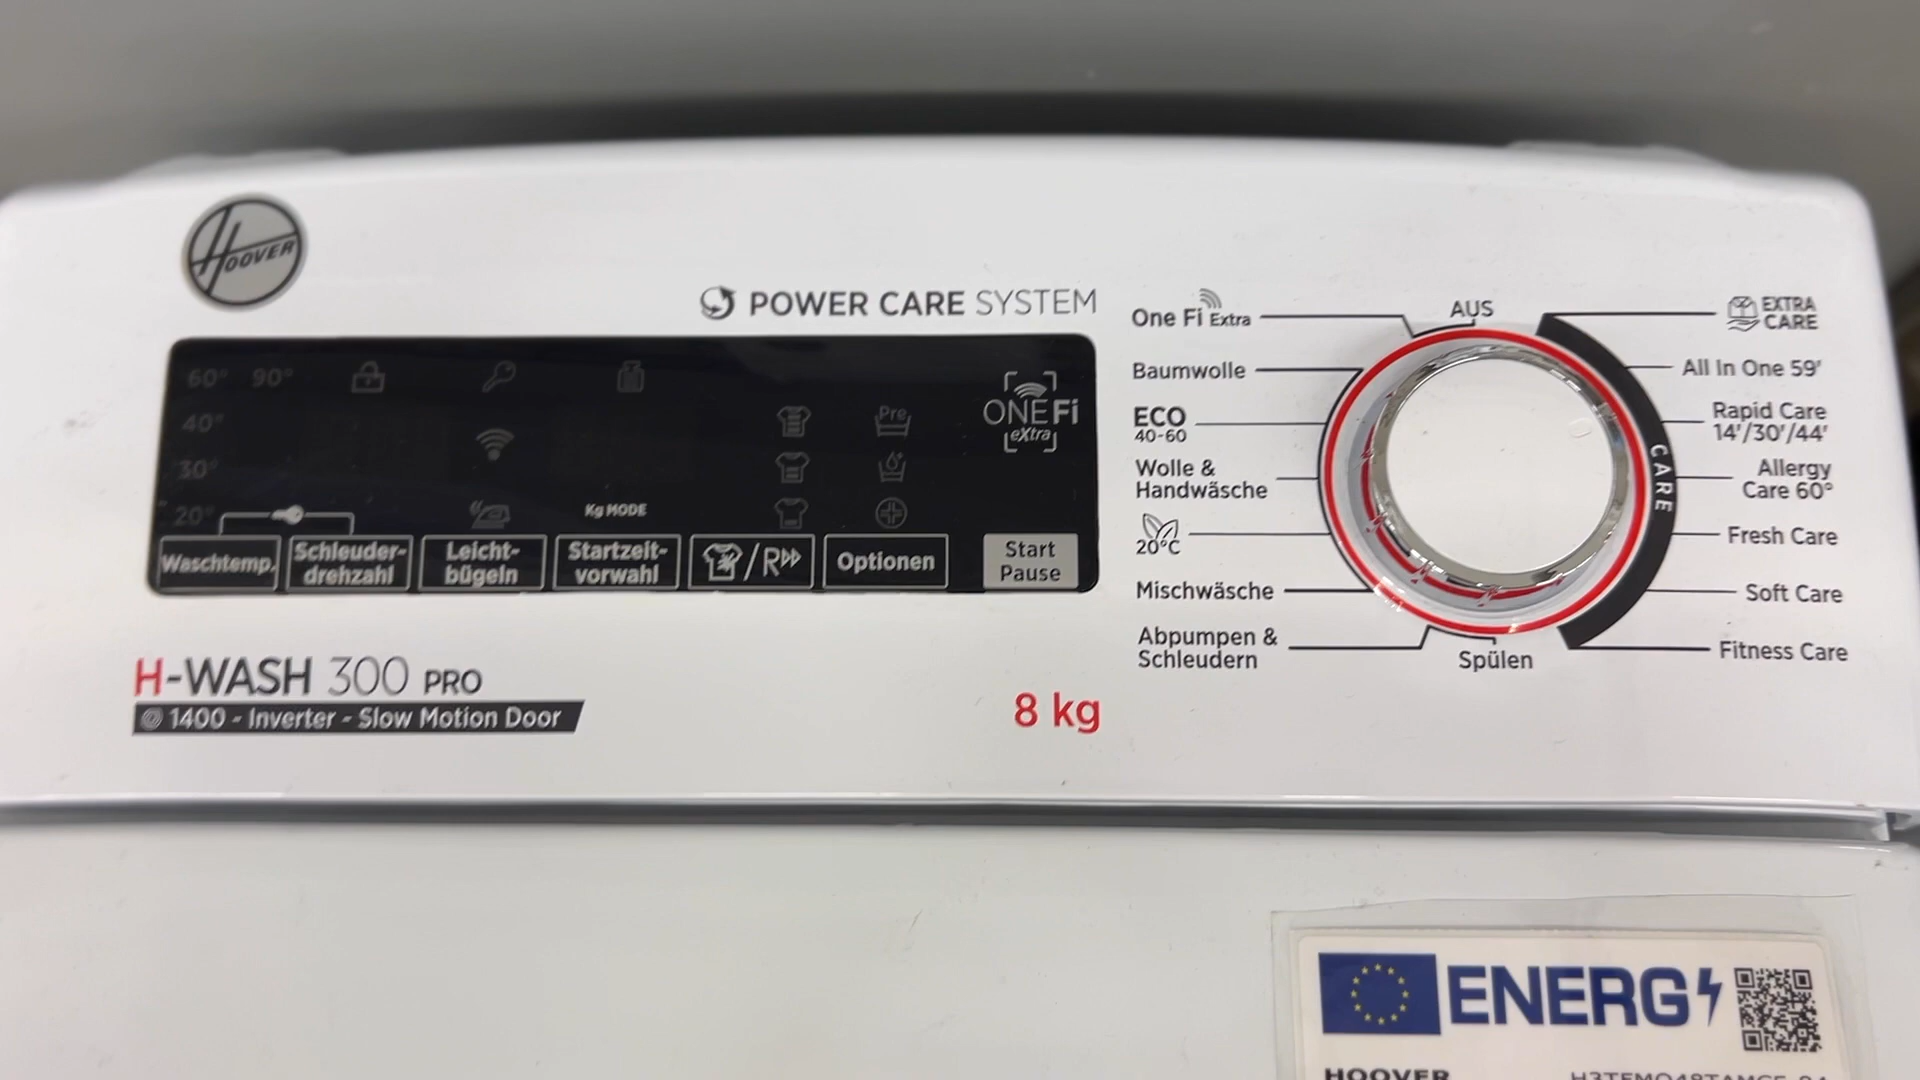 HOOVER
POWER CARE SYSTEM
60° 90°
40°
30°
20°
Pre
ONE Fi
eXtra
Kg MODE
Waschtemp.
Schleuder-
drehzahl
Leicht-
bügeln
Startzeit-
vorwahl
/R
Optionen
Start
Pause
H-WASH 300 PRO
1400 - Inverter - Slow Motion Door
8 kg
One Fi Extra
Baumwolle
ECO
40-60
Wolle &
Handwäsche
20°C
Mischwäsche
Abpumpen &
Schleudern
AUS
Spülen
EXTRA
CARE
All In One 59'
Rapid Care
14'/30'/44'
Allergy
Care 60°
Fresh Care
Soft Care
Fitness Care
CARE
ENERG
HOOVER